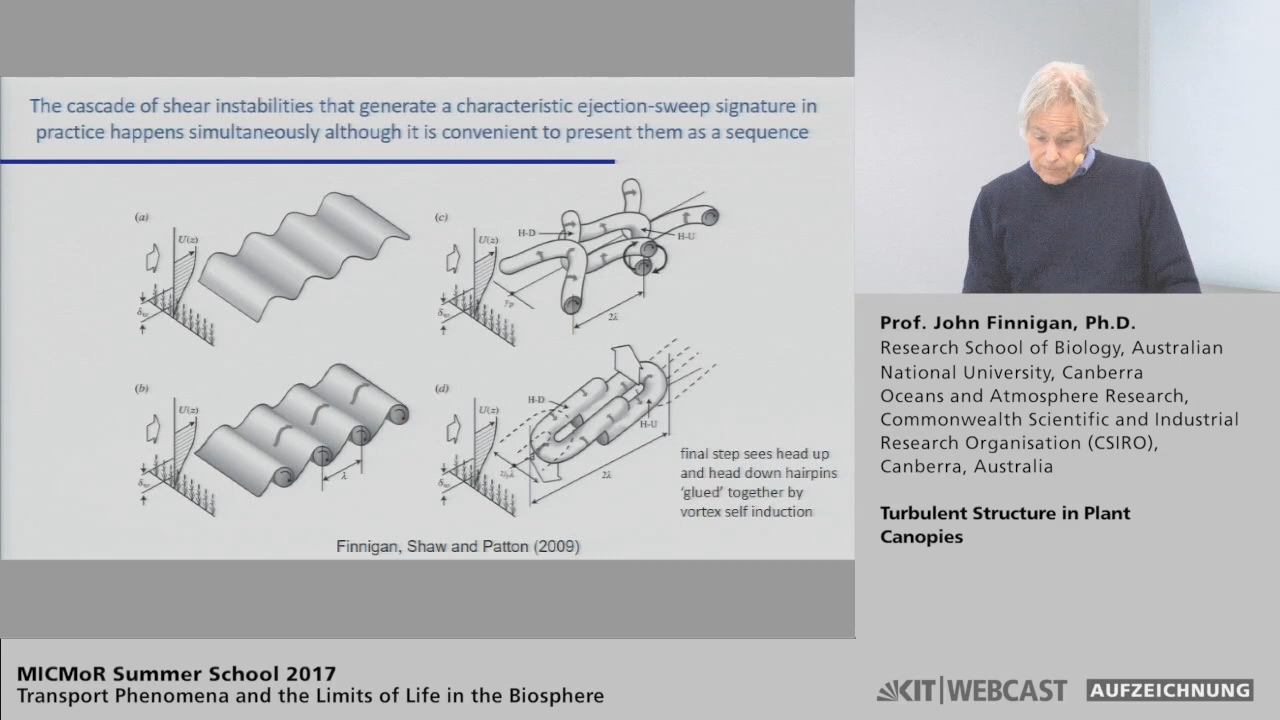 The cascade of shear instabilities that generate a characteristic ejection-sweep signature in
practice happens simultaneously although it is convenient to present them as a sequence
(a)
U(z)
(c)
U(z)
H-D
H-U
2λ
(b)
U(z)
λ
(d)
U(z)
H-D
H-U
2λ
final step sees head up
and head down hairpins
‘glued’ together by
vortex self induction
Finnigan, Shaw and Patton (2009)
Prof. John Finnigan, Ph.D.
Research School of Biology, Australian
National University, Canberra
Oceans and Atmosphere Research,
Commonwealth Scientific and Industrial
Research Organisation (CSIRO),
Canberra, Australia
Turbulent Structure in Plant
Canopies
MICMoR Summer School 2017
Transport Phenomena and the Limits of Life in the Biosphere
KIT|WEBCAST
AUFZEICHNUNG